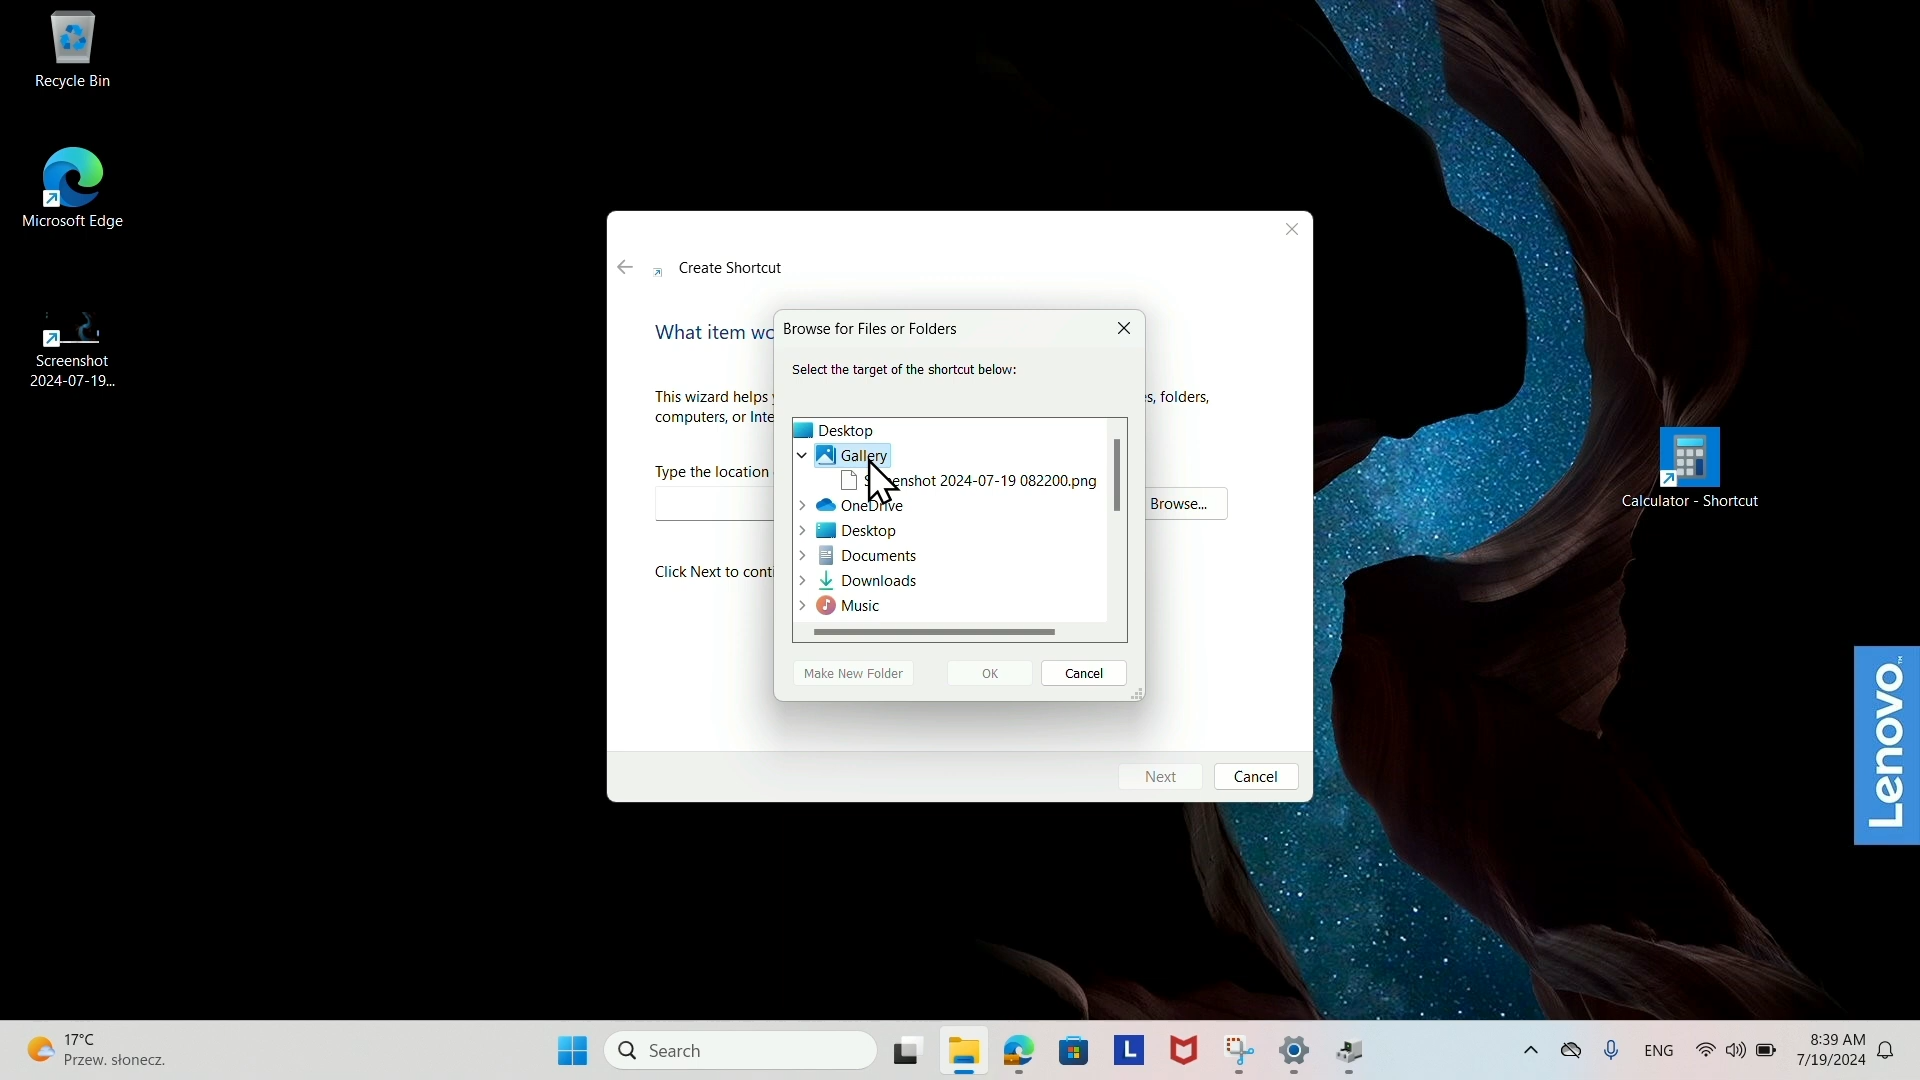 Recycle Bin
Microsoft Edge
Screenshot
2024-07-19...
Create Shortcut
What item wo
This wizard helps
es, folders,
computers, or Inte
Type the location
Browse...
Click Next to conti
Browse for Files or Folders
Select the target of the shortcut below:
Desktop
Gallery
enshot 2024-07-19 082200.png
OneDrive
Desktop
Documents
Downloads
Music
Make New Folder
OK
Cancel
Next
Cancel
Calculator - Shortcut
Lenovo™
17°C
Przew. słonecz.
Search
L
ENG
8:39 AM
7/19/2024